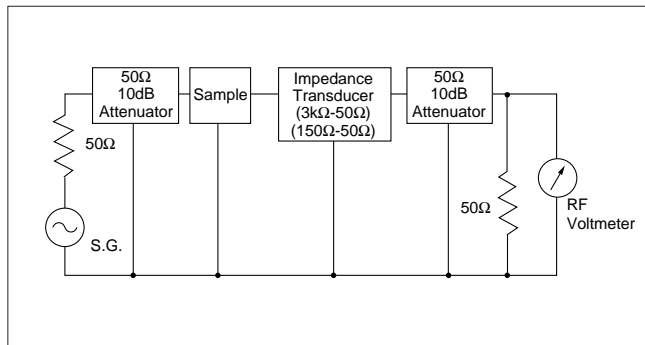 50Ω
10dB
Attenuator
Sample
Impedance
Transducer
(3kΩ-50Ω)
(150Ω-50Ω)
50Ω
10dB
Attenuator
50Ω
S.G.
50Ω
RF
Voltmeter